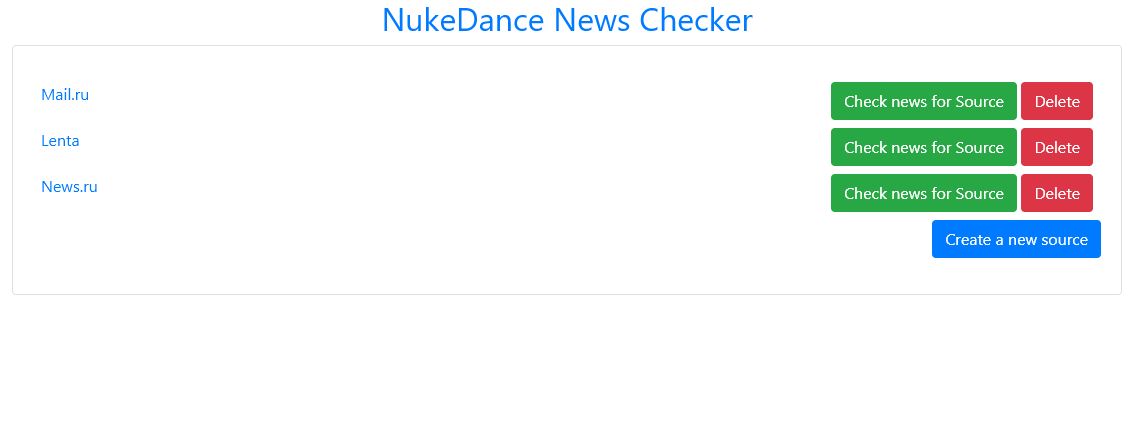 NukeDance News Checker
Mail.ru Check news for Source Delete
Lenta Check news for Source Delete
News.ru Check news for Source Delete
Create a new source